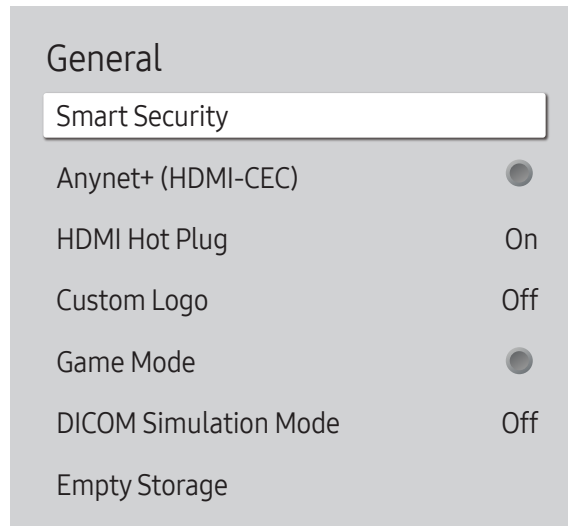 General
Smart Security
Anynet+ (HDMI-CEC)
HDMI Hot Plug On
Custom Logo Off
Game Mode
DICOM Simulation Mode Off
Empty Storage